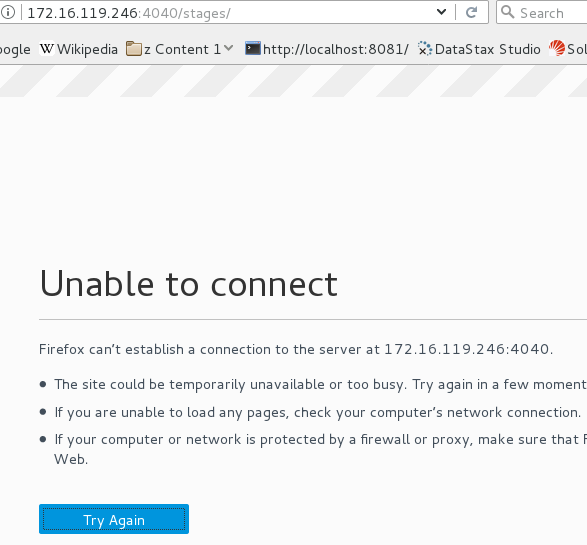 172.16.119.246:4040/stages/ Search
oogle Wikipedia z Content 1 http://localhost:8081/ DataStax Studio Sol
Unable to connect
Firefox can't establish a connection to the server at 172.16.119.246:4040.
The site could be temporarily unavailable or too busy. Try again in a few moment
If you are unable to load any pages, check your computer's network connection.
If your computer or network is protected by a firewall or proxy, make sure that F
Web.
Try Again